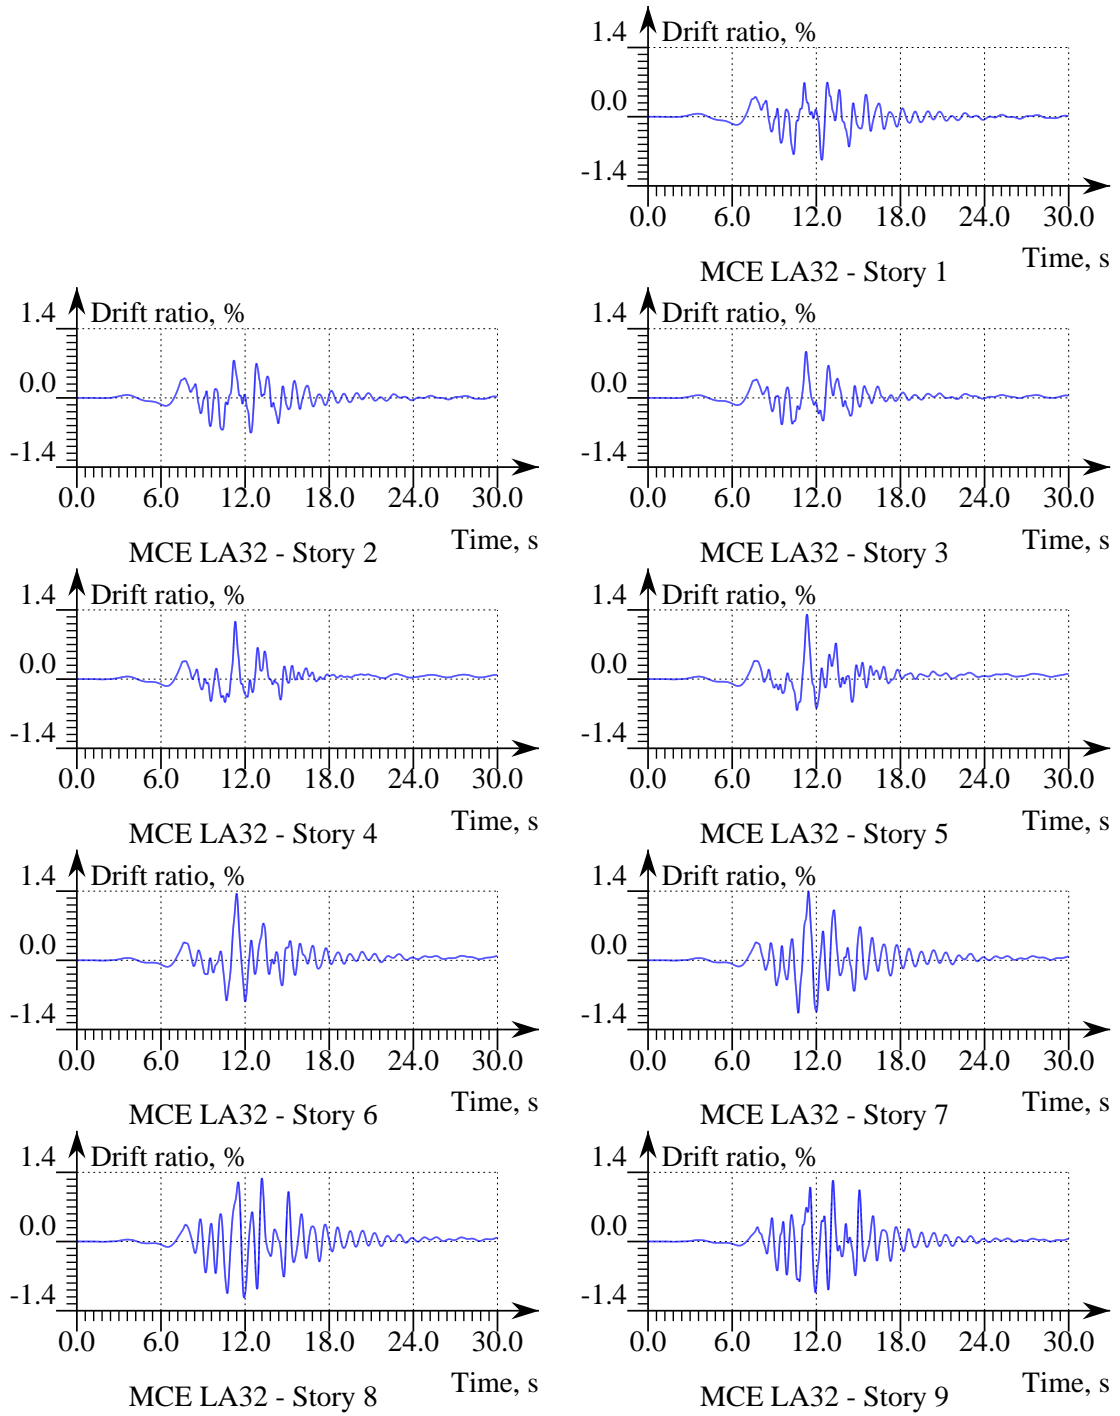 1.4 Drift ratio, %
0.0
-1.4
0.0 6.0 12.0 18.0 24.0 30.0
Time, s
MCE LA32 - Story 1
1.4 Drift ratio, %
0.0
-1.4
0.0 6.0 12.0 18.0 24.0 30.0
Time, s
MCE LA32 - Story 2
1.4 Drift ratio, %
0.0
-1.4
0.0 6.0 12.0 18.0 24.0 30.0
Time, s
MCE LA32 - Story 3
1.4 Drift ratio, %
0.0
-1.4
0.0 6.0 12.0 18.0 24.0 30.0
Time, s
MCE LA32 - Story 4
1.4 Drift ratio, %
0.0
-1.4
0.0 6.0 12.0 18.0 24.0 30.0
Time, s
MCE LA32 - Story 5
1.4 Drift ratio, %
0.0
-1.4
0.0 6.0 12.0 18.0 24.0 30.0
Time, s
MCE LA32 - Story 6
1.4 Drift ratio, %
0.0
-1.4
0.0 6.0 12.0 18.0 24.0 30.0
Time, s
MCE LA32 - Story 7
1.4 Drift ratio, %
0.0
-1.4
0.0 6.0 12.0 18.0 24.0 30.0
Time, s
MCE LA32 - Story 8
1.4 Drift ratio, %
0.0
-1.4
0.0 6.0 12.0 18.0 24.0 30.0
Time, s
MCE LA32 - Story 9